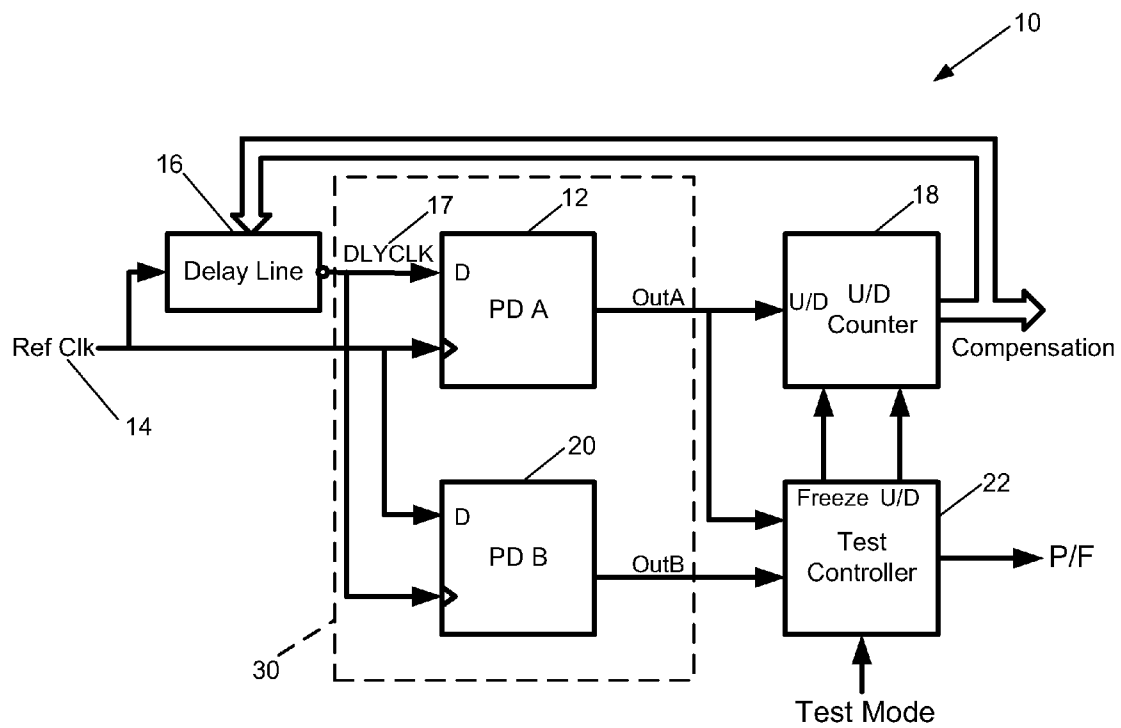 10
16
17
12
18
DLYCLK
Delay Line
D
PD A
OutA
U/D
U/D
Counter
Compensation
Ref Clk
14
20
22
D
PD B
OutB
Freeze U/D
Test
Controller
P/F
30
Test Mode